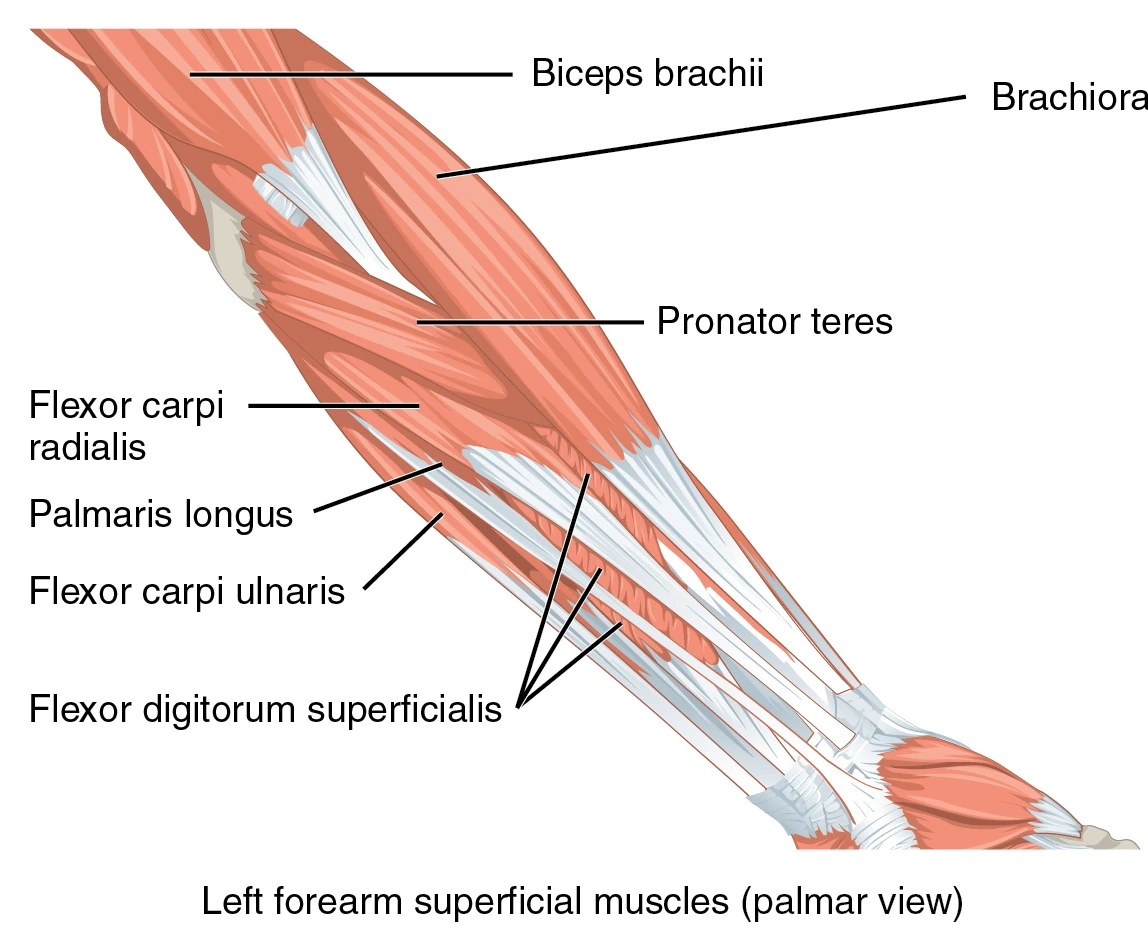 Biceps brachii
Brachiora
Pronator teres
Flexor carpi
radialis
Palmaris longus
Flexor carpi ulnaris
Flexor digitorum superficialis
Left forearm superficial muscles (palmar view)